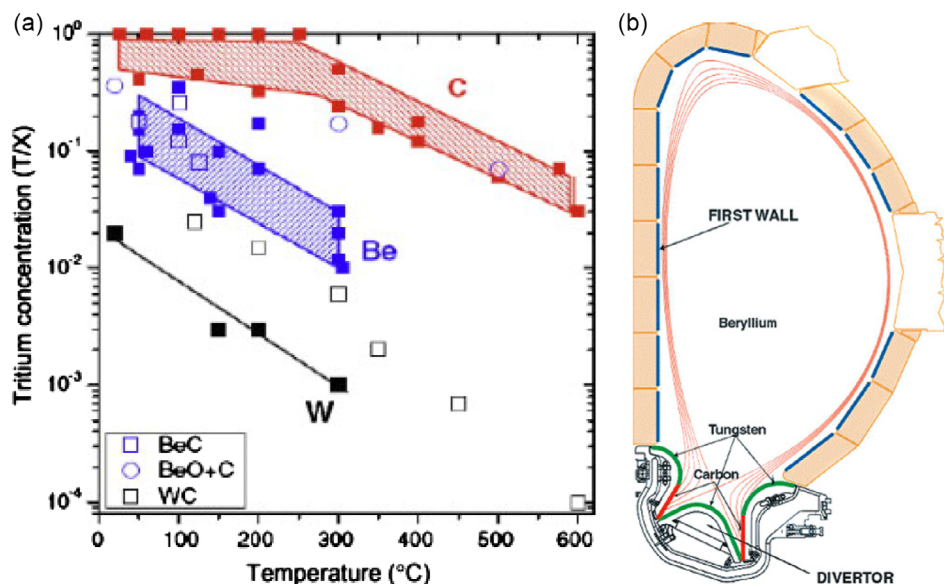 (a)
Tritium concentration (T/X)
10⁰
10⁻¹
10⁻²
10⁻³
10⁻⁴
C
Be
W
BeC
BeO+C
WC
0 100 200 300 400 500 600
Temperature (°C)
(b)
FIRST WALL
Beryllium
Tungsten
Carbon
DIVERTOR